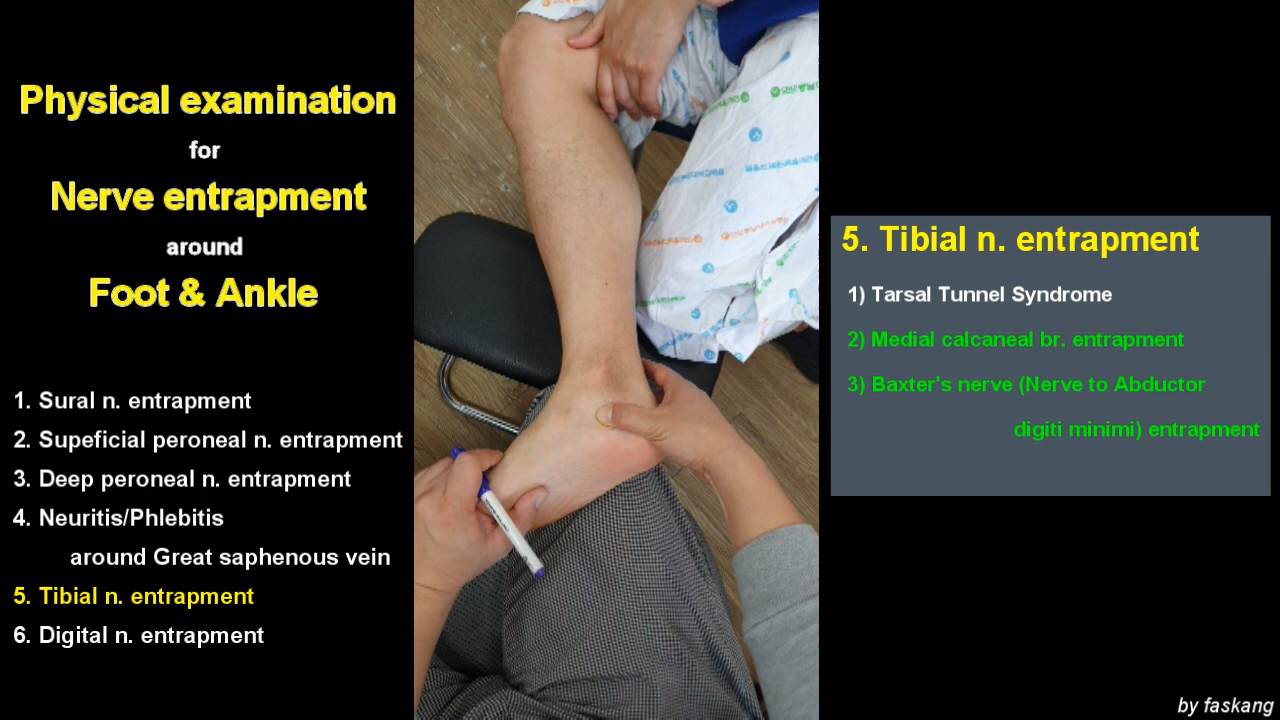 Physical examination
for
Nerve entrapment
around
Foot & Ankle
1. Sural n. entrapment
2. Supeficial peroneal n. entrapment
3. Deep peroneal n. entrapment
4. Neuritis/Phlebitis
around Great saphenous vein
5. Tibial n. entrapment
6. Digital n. entrapment
5. Tibial n. entrapment
1) Tarsal Tunnel Syndrome
2) Medial calcaneal br. entrapment
3) Baxter's nerve (Nerve to Abductor
digiti minimi) entrapment
by faskang